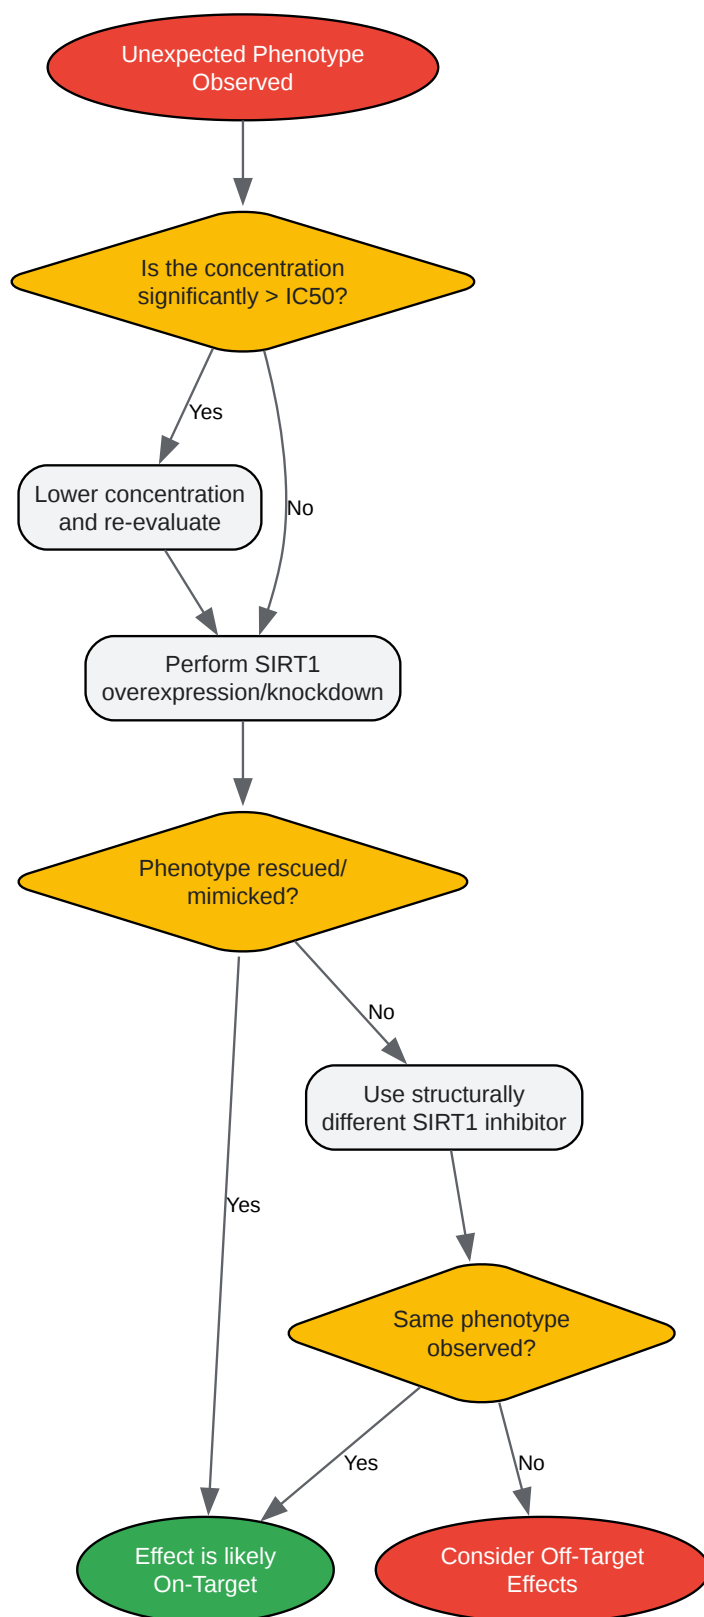 Unexpected Phenotype
Observed
Is the concentration
significantly > IC50?
Yes
Lower concentration
and re-evaluate
No
Perform SIRT1
overexpression/knockdown
Phenotype rescued/
mimicked?
No
Use structurally
different SIRT1 inhibitor
Yes
Same phenotype
observed?
Yes
No
Effect is likely
On-Target
Consider Off-Target
Effects